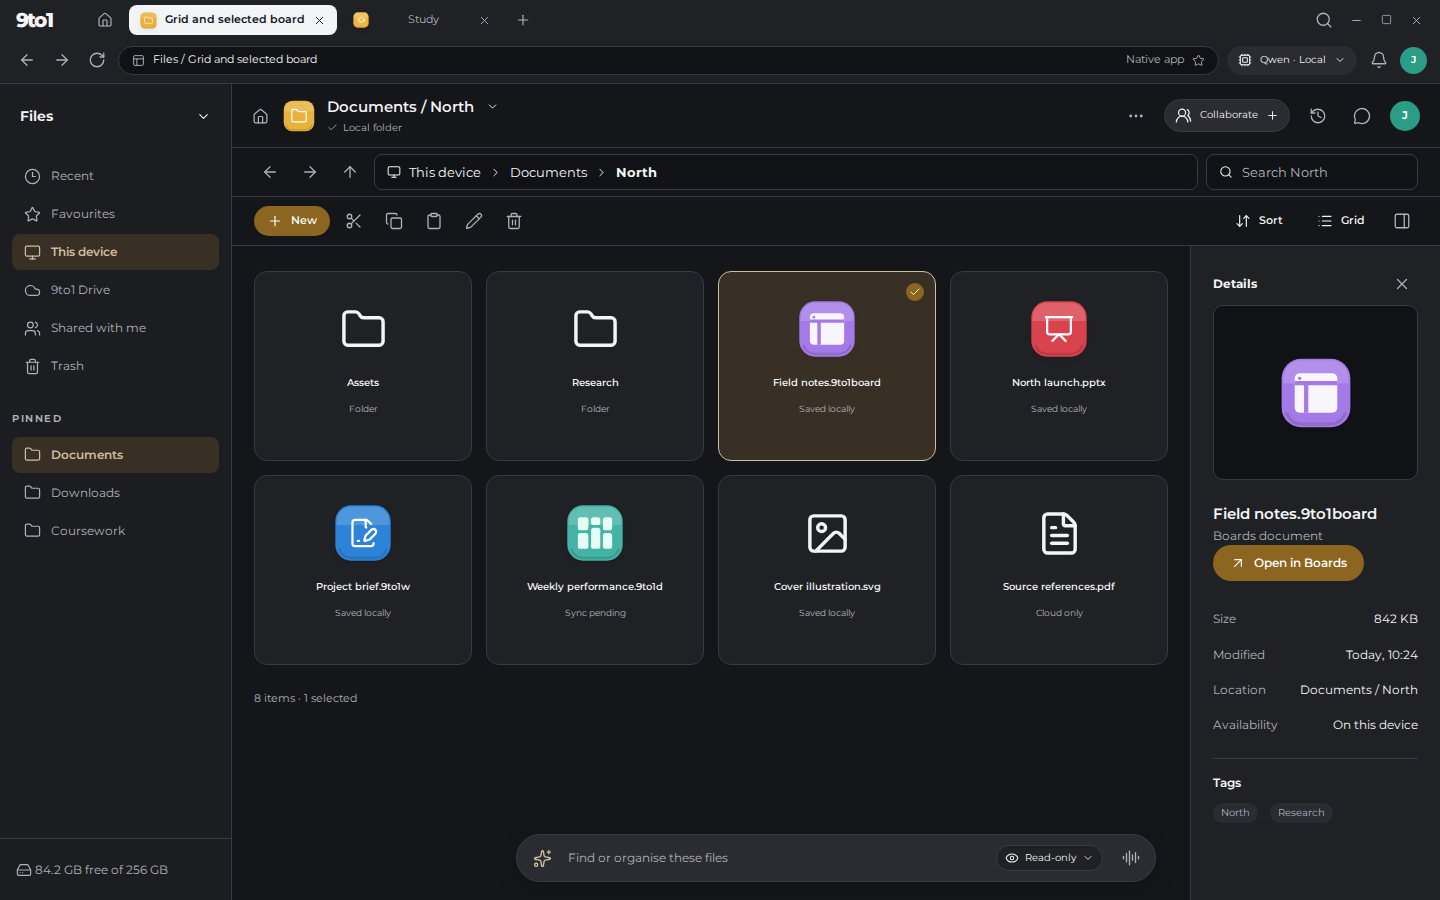 9to1
Grid and selected board
Study
Files / Grid and selected board
Native app
Qwen · Local
J
Files
Recent
Favourites
This device
9to1 Drive
Shared with me
Trash
PINNED
Documents
Downloads
Coursework
84.2 GB free of 256 GB
Documents / North
Local folder
Collaborate
J
This device
Documents
North
Search North
New
Sort
Grid
Assets
Folder
Research
Folder
Field notes.9to1board
Saved locally
North launch.pptx
Saved locally
Project brief.9to1w
Saved locally
Weekly performance.9to1d
Sync pending
Cover illustration.svg
Saved locally
Source references.pdf
Cloud only
8 items · 1 selected
Find or organise these files
Read-only
Details
Field notes.9to1board
Boards document
Open in Boards
Size 842 KB
Modified Today, 10:24
Location Documents / North
Availability On this device
Tags
North Research